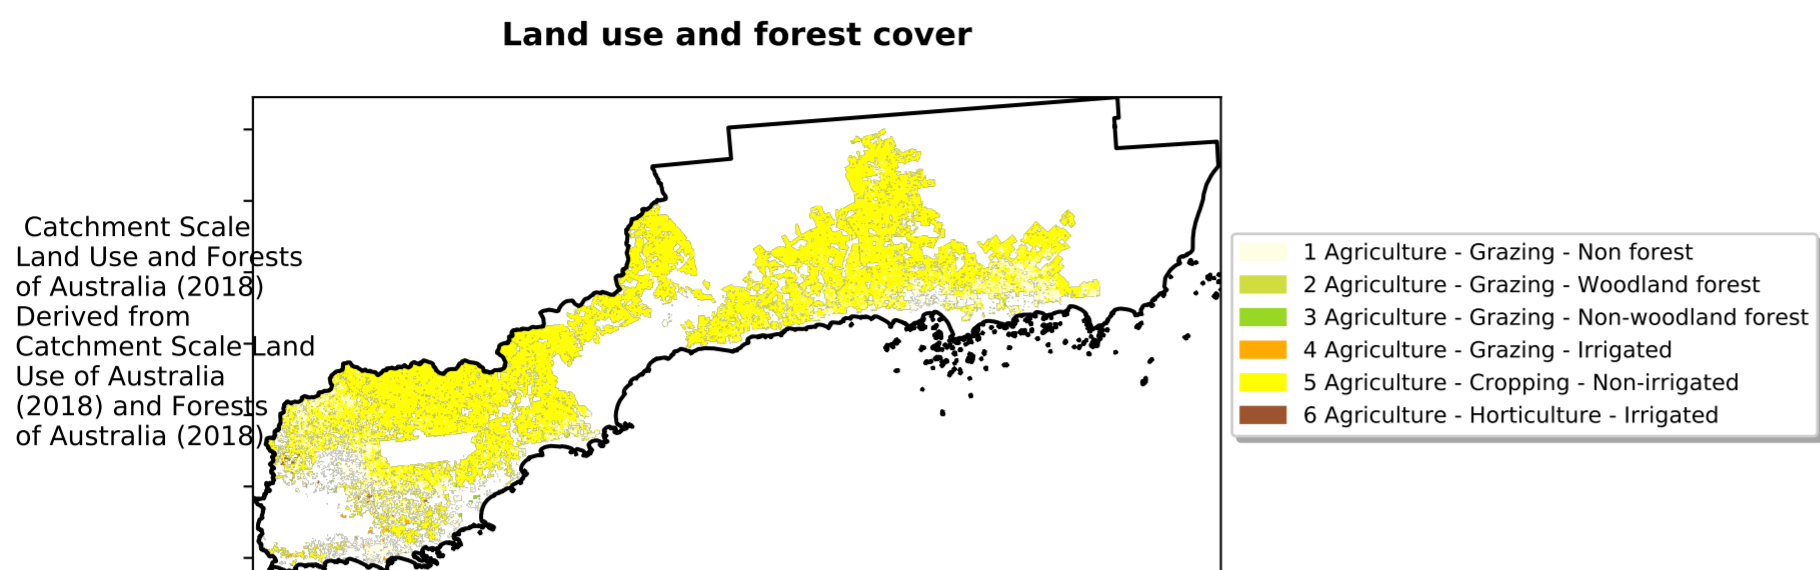 Land use and forest cover
Catchment Scale
Land Use and Forests
of Australia (2018)
Derived from
Catchment Scale Land
Use of Australia
(2018) and Forests
of Australia (2018)
1 Agriculture - Grazing - Non forest
2 Agriculture - Grazing - Woodland forest
3 Agriculture - Grazing - Non-woodland forest
4 Agriculture - Grazing - Irrigated
5 Agriculture - Cropping - Non-irrigated
6 Agriculture - Horticulture - Irrigated